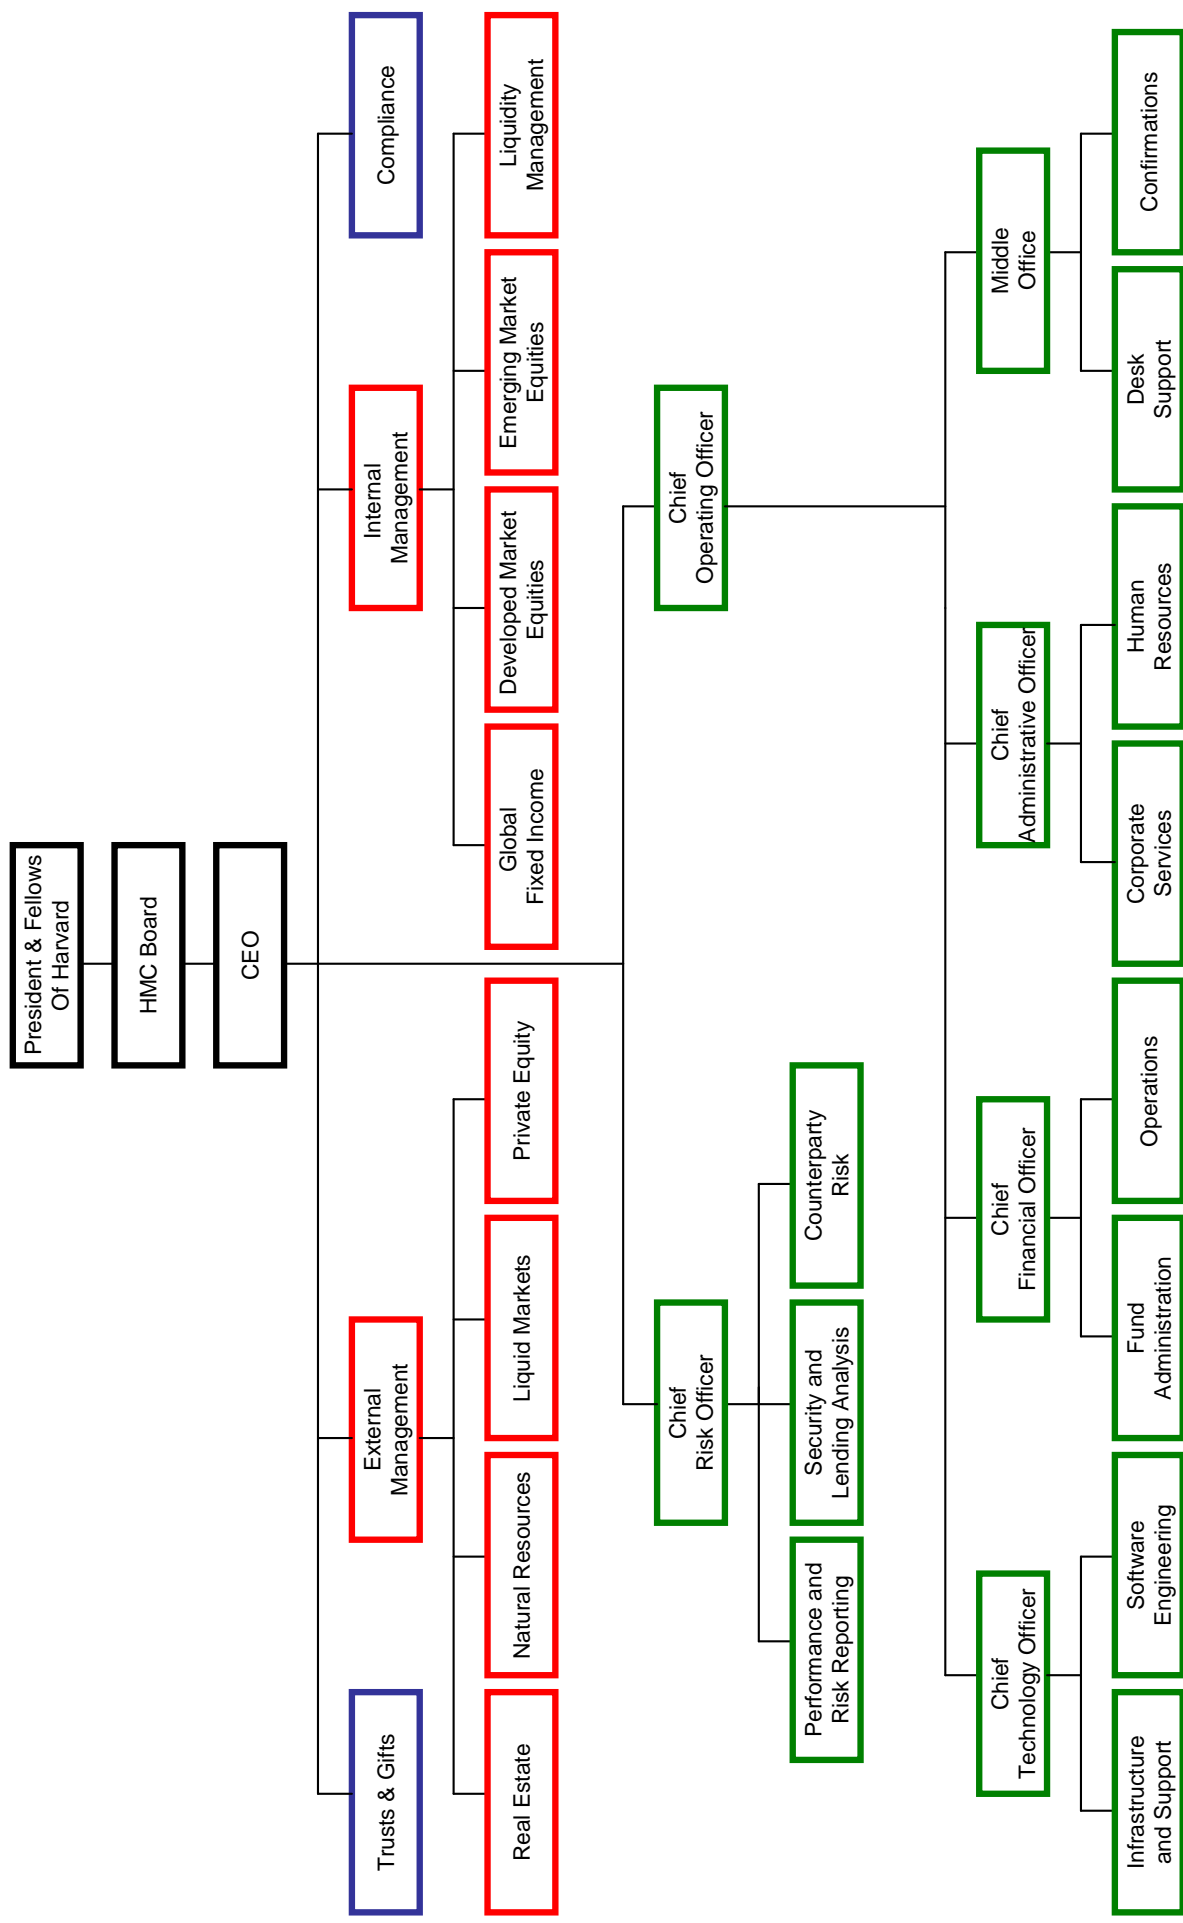 President & Fellows
Of Harvard
HMC Board
CEO
Trusts & Gifts
External
Management
Internal
Management
Compliance
Real Estate
Natural Resources
Liquid Markets
Private Equity
Global
Fixed Income
Developed Market
Equities
Emerging Market
Equities
Liquidity
Management
Chief
Risk Officer
Chief
Operating Officer
Performance and
Risk Reporting
Security and
Lending Analysis
Counterparty
Risk
Chief
Technology Officer
Chief
Financial Officer
Chief
Administrative Officer
Middle
Office
Infrastructure
and Support
Software
Engineering
Fund
Administration
Operations
Corporate
Services
Human
Resources
Desk
Support
Confirmations